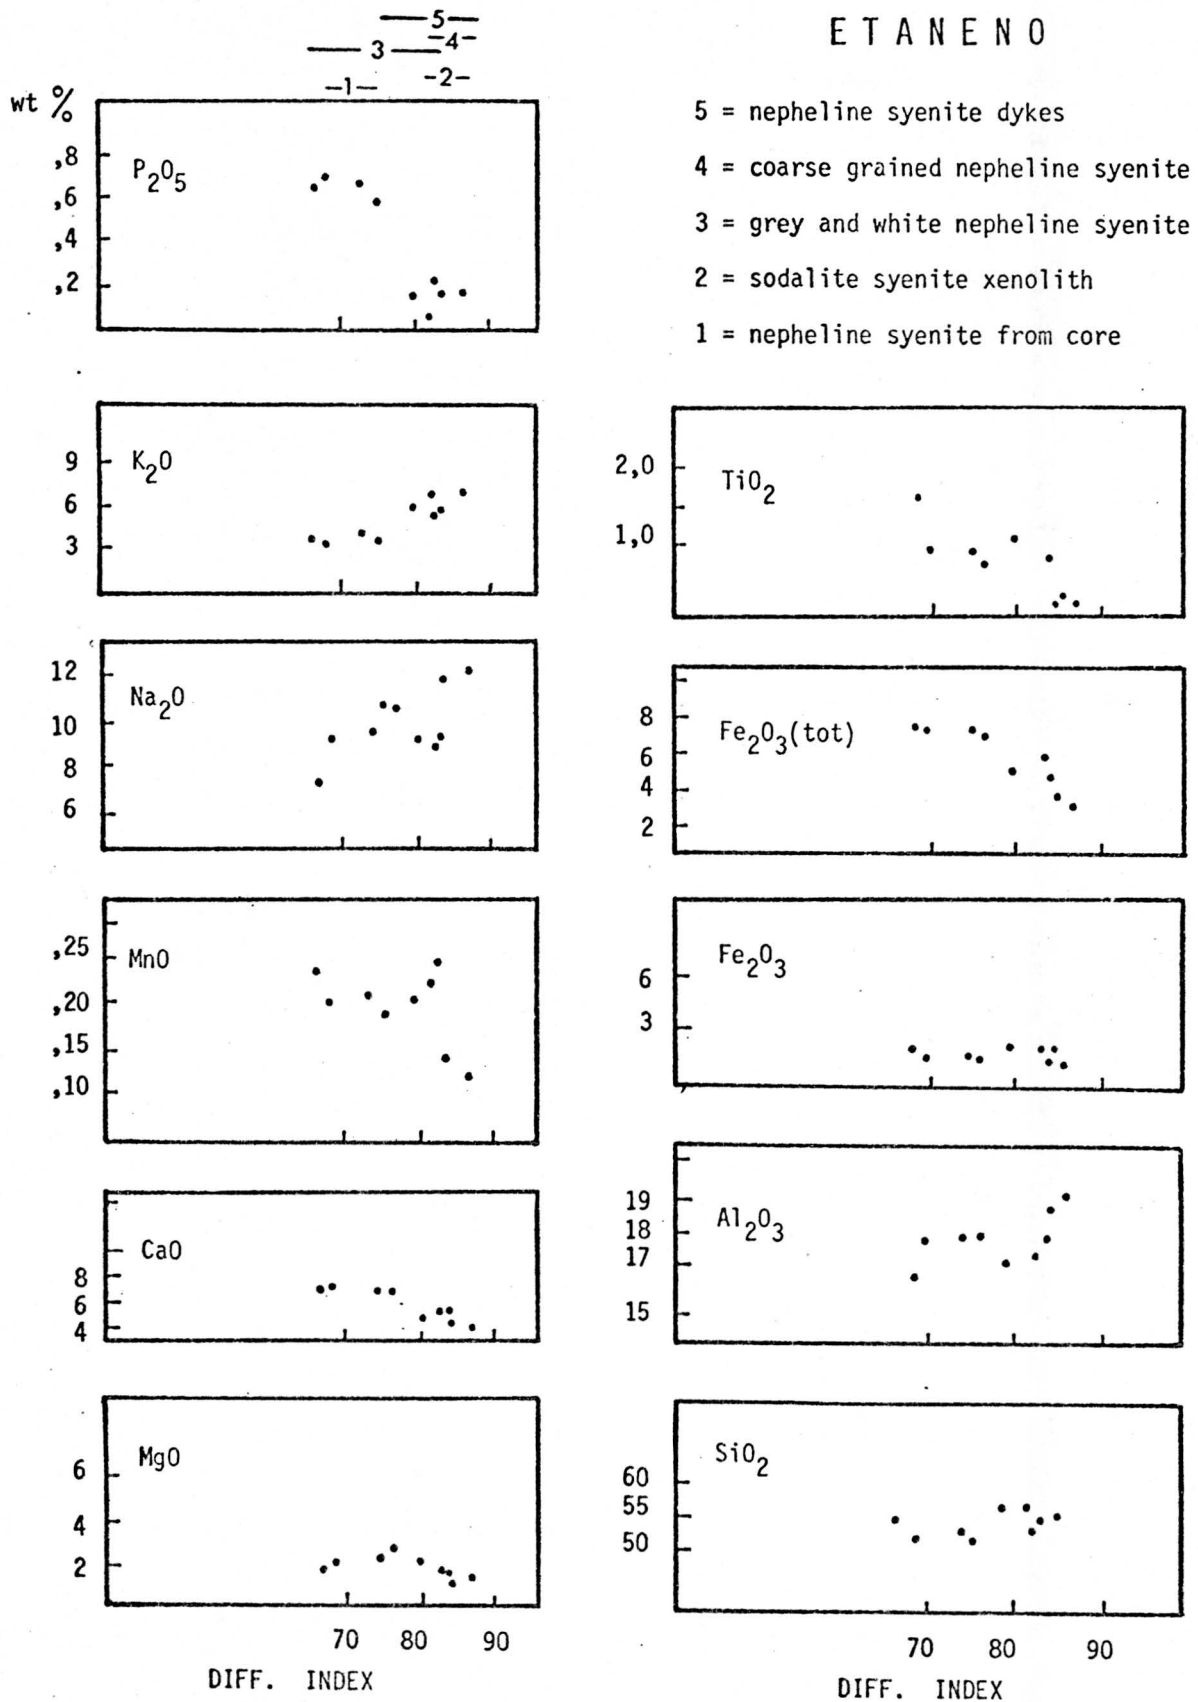 ETANENO
5
4
3
1
2
5 = nepheline syenite dykes
4 = coarse grained nepheline syenite
3 = grey and white nepheline syenite
2 = sodalite syenite xenolith
1 = nepheline syenite from core
wt %
P2O5
,8
,6
,4
,2
K2O
9
6
3
Na2O
12
10
8
6
MnO
,25
,20
,15
,10
CaO
8
6
4
MgO
6
4
2
70 80 90
DIFF. INDEX
TiO2
2,0
1,0
Fe2O3(tot)
8
6
4
2
Fe2O3
6
3
Al2O3
19
18
17
15
SiO2
60
55
50
70 80 90
DIFF. INDEX